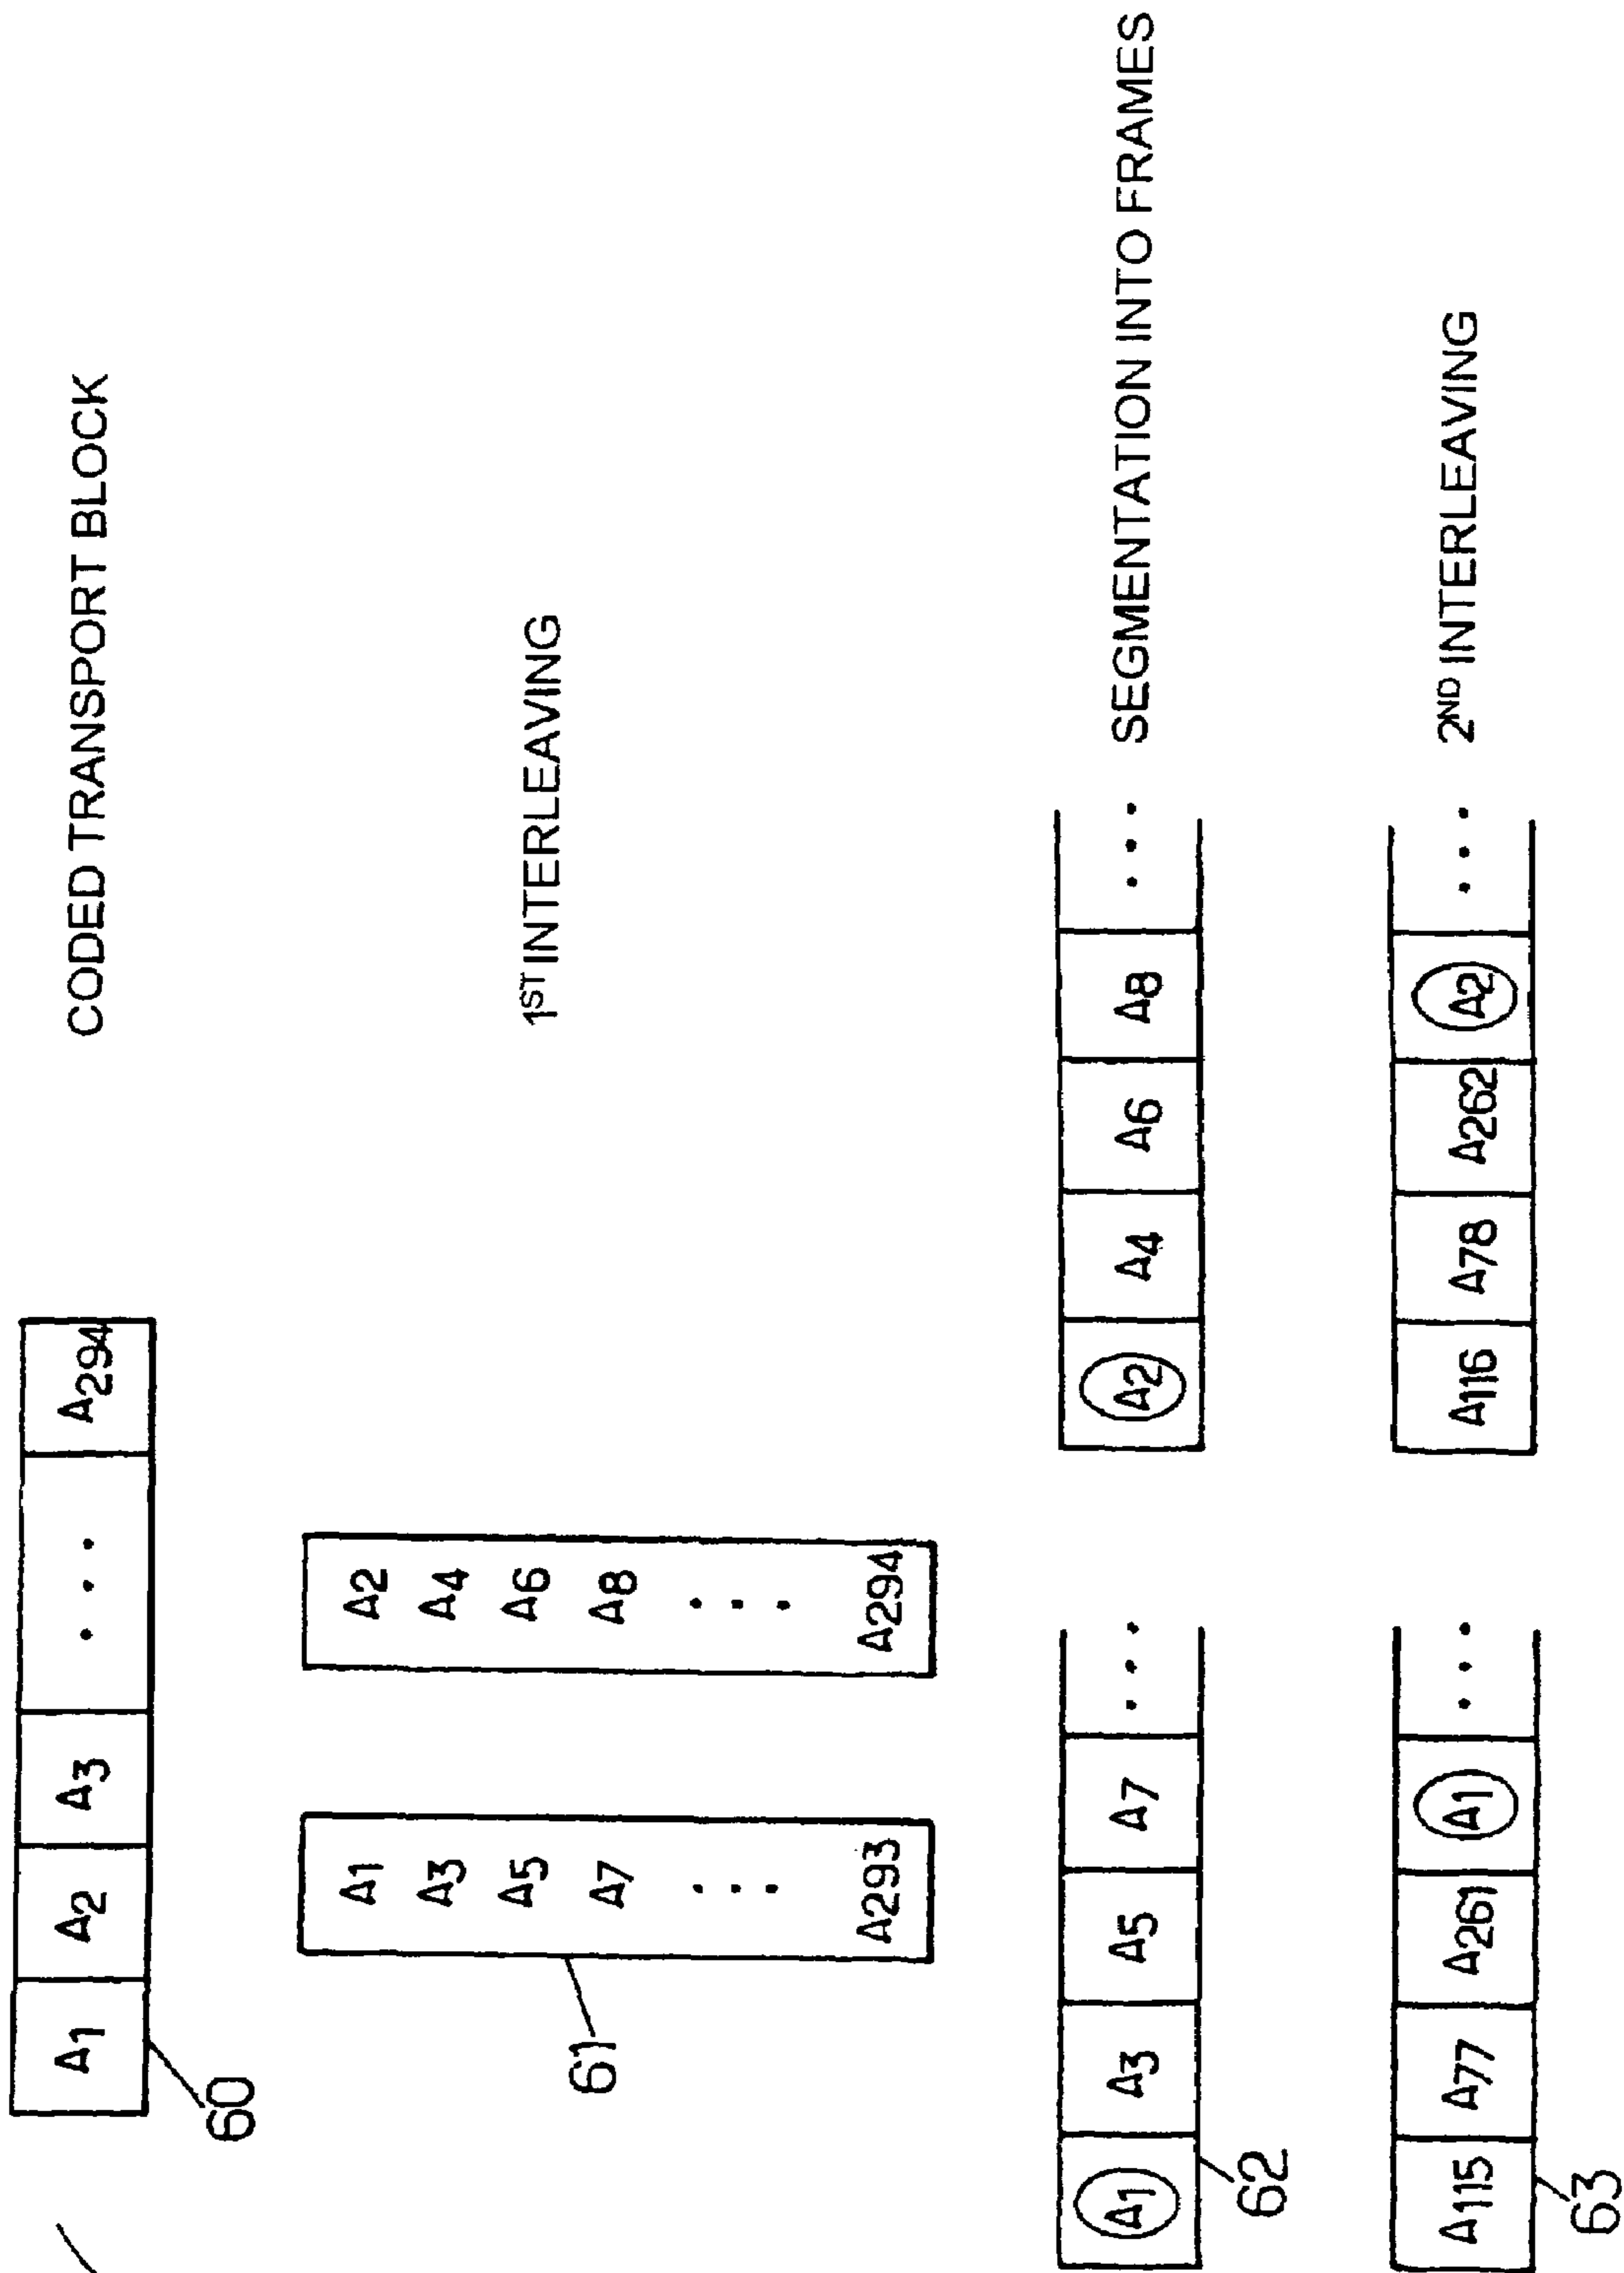 A1 A2 A3 ... A294 CODED TRANSPORT BLOCK
60
A1 A2
A3 A4
A5 A6 1ST INTERLEAVING
A7 A8
... ...
A293 A294
61
A1 A3 A5 A7 ... A2 A4 A6 A8 ... SEGMENTATION INTO FRAMES
62
A115 A77 A261 A1 ... A116 A78 A262 A2 ... 2ND INTERLEAVING
63